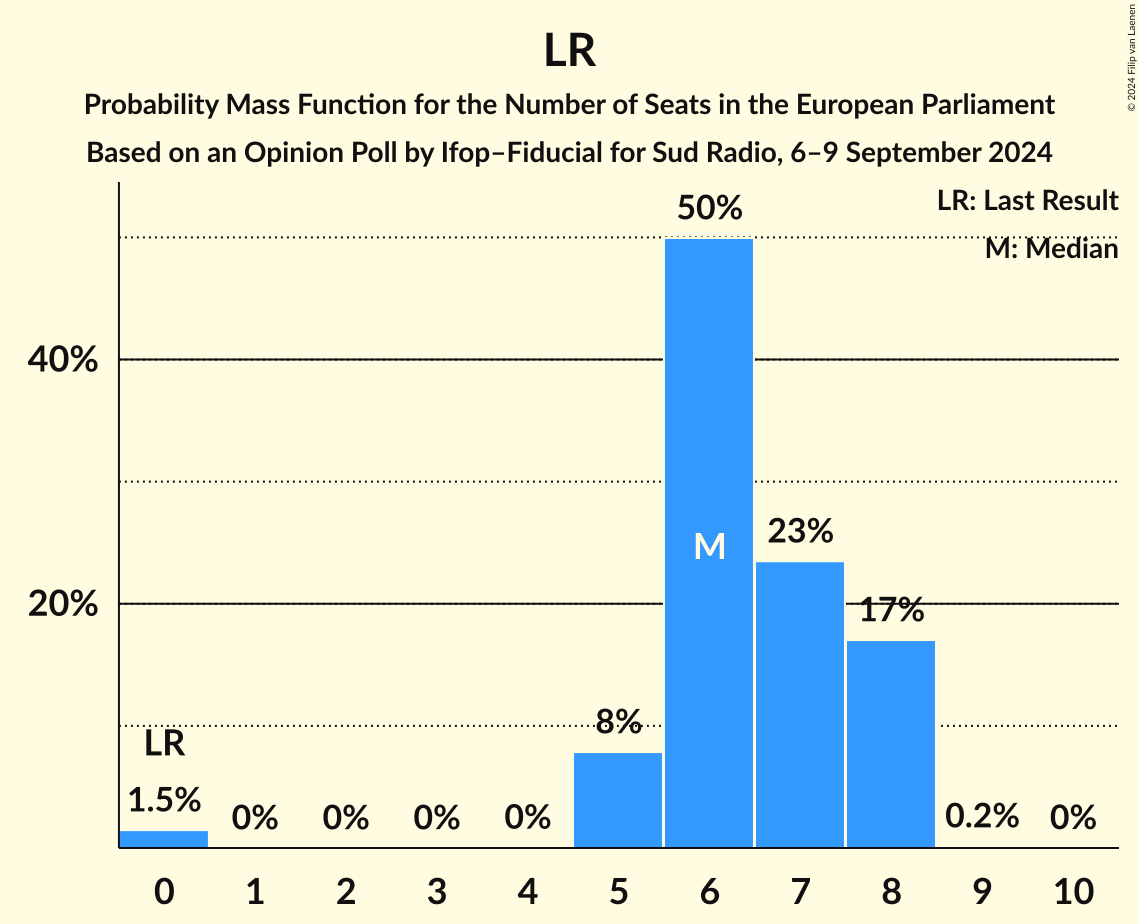 LR
Probability Mass Function for the Number of Seats in the European Parliament
Based on an Opinion Poll by Ifop–Fiducial for Sud Radio, 6–9 September 2024
© 2024 Filip van Laenen
LR: Last Result
M: Median
50%
40%
M
23%
20%
17%
8%
LR
1.5%
0%
0%
0%
0%
0.2%
0%
0 1 2 3 4 5 6 7 8 9 10